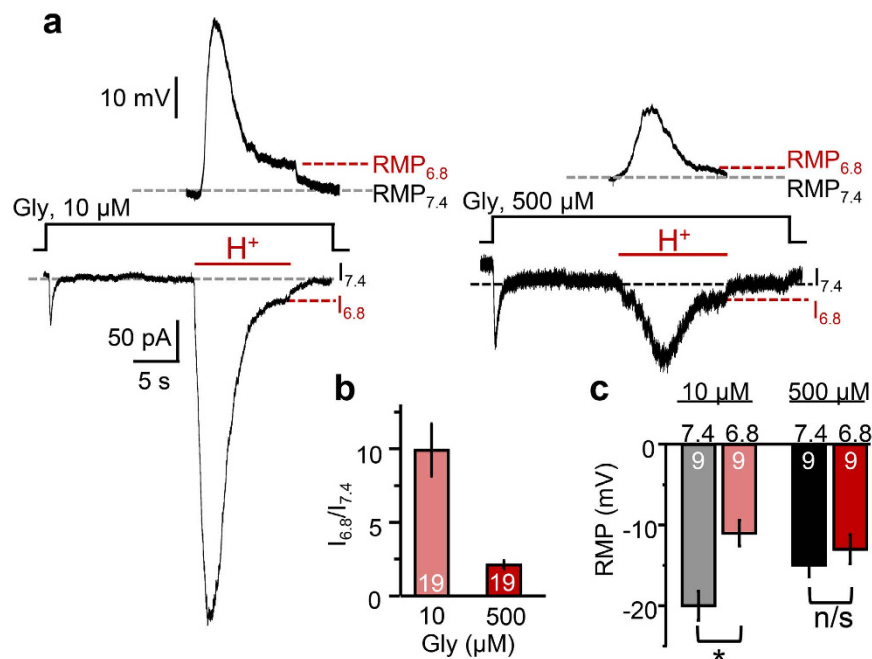 a
10 mV
RMP6.8
RMP7.4
Gly, 10 µM
H+
I7.4
I6.8
50 pA
5 s
RMP6.8
RMP7.4
Gly, 500 µM
H+
I7.4
I6.8
b
I6.8/I7.4
10
5
0
19
19
10
500
Gly (µM)
c
10 µM
500 µM
7.4 6.8
7.4 6.8
0
-10
-20
RMP (mV)
9
9
9
9
*
n/s